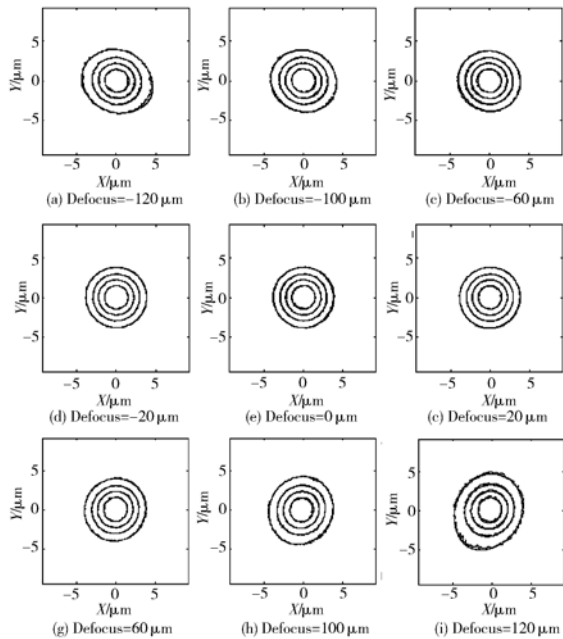 5
0
−5
Y/μm
−5 0 5
X/μm
(a) Defocus=−120 μm
5
0
−5
Y/μm
−5 0 5
X/μm
(b) Defocus=−100 μm
5
0
−5
Y/μm
−5 0 5
X/μm
(c) Defocus=−60 μm
5
0
−5
Y/μm
−5 0 5
X/μm
(d) Defocus=−20 μm
5
0
−5
Y/μm
−5 0 5
X/μm
(e) Defocus=0 μm
5
0
−5
Y/μm
−5 0 5
X/μm
(c) Defocus=20 μm
5
0
−5
Y/μm
−5 0 5
X/μm
(g) Defocus=60 μm
5
0
−5
Y/μm
−5 0 5
X/μm
(h) Defocus=100 μm
5
0
−5
Y/μm
−5 0 5
X/μm
(i) Defocus=120 μm